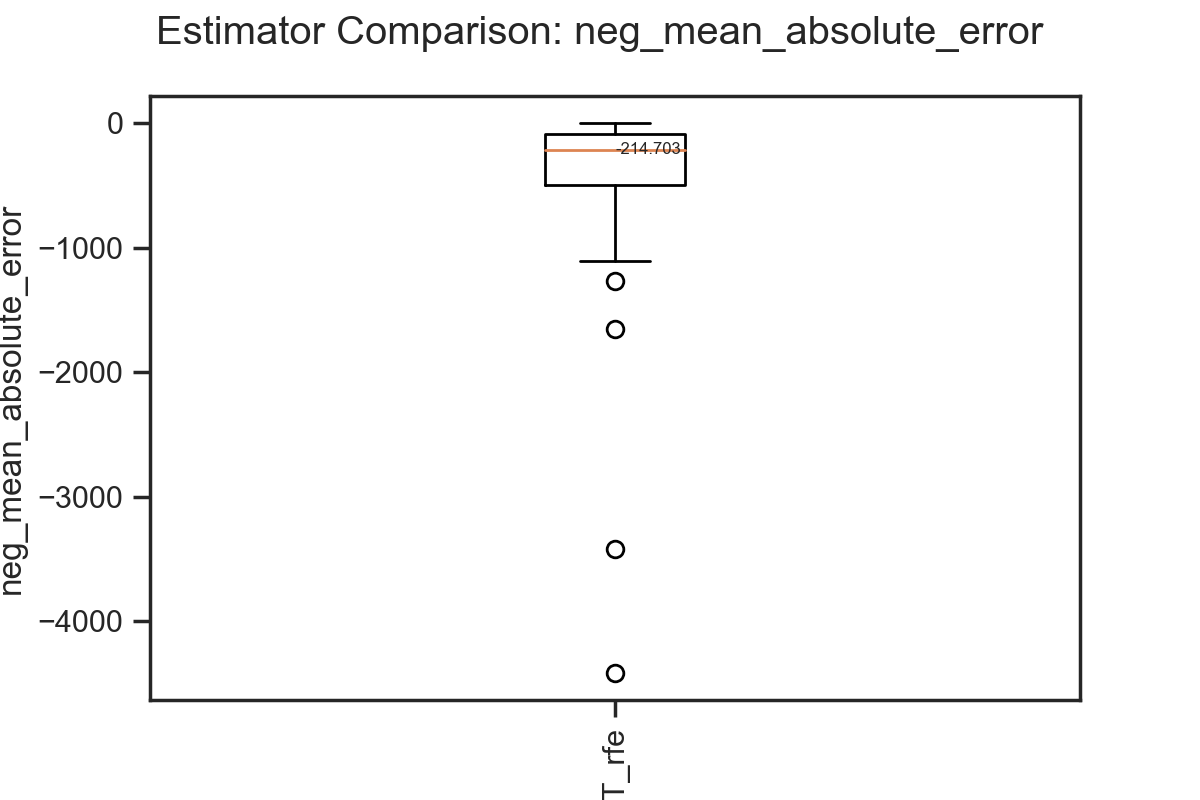 Estimator Comparison: neg_mean_absolute_error
neg_mean_absolute_error
0
−1000
−2000
−3000
−4000
-214.703
T_rfe